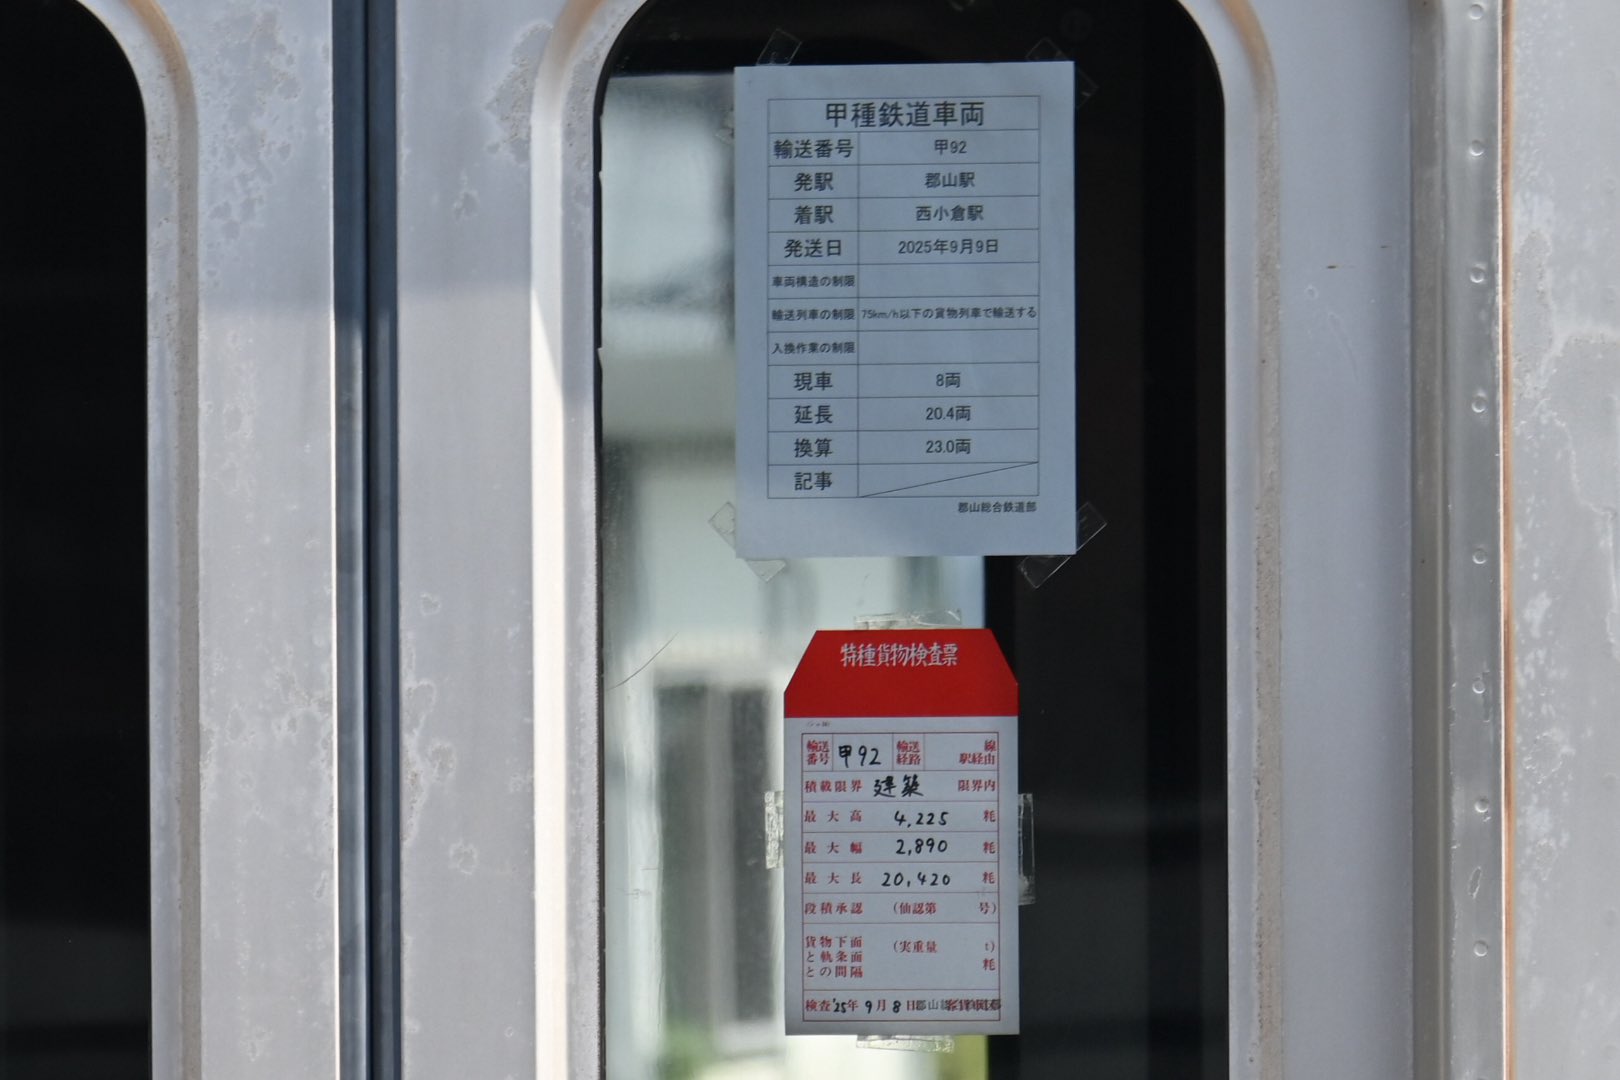 甲種鉄道車両
輸送番号 甲92
発駅 郡山駅
着駅 西小倉駅
発送日 2025年9月9日
車両構造の制限
輸送列車の制限 75km/h以下の貨物列車で輸送する
入換作業の制限
現車 8両
延長 20.4両
換算 23.0両
記事
郡山総合鉄道部
特種貨物検査票
輸送番号 甲92 輸送経路 線駅経由
積載限界 建築 限界内
最大高 4,225 粍
最大幅 2,890 粍
最大長 20,420 粍
段積承認 (仙認第 号)
貨物下面と軌条面との間隔 (実重量 t) 粍
検査'25年9月8日郡山